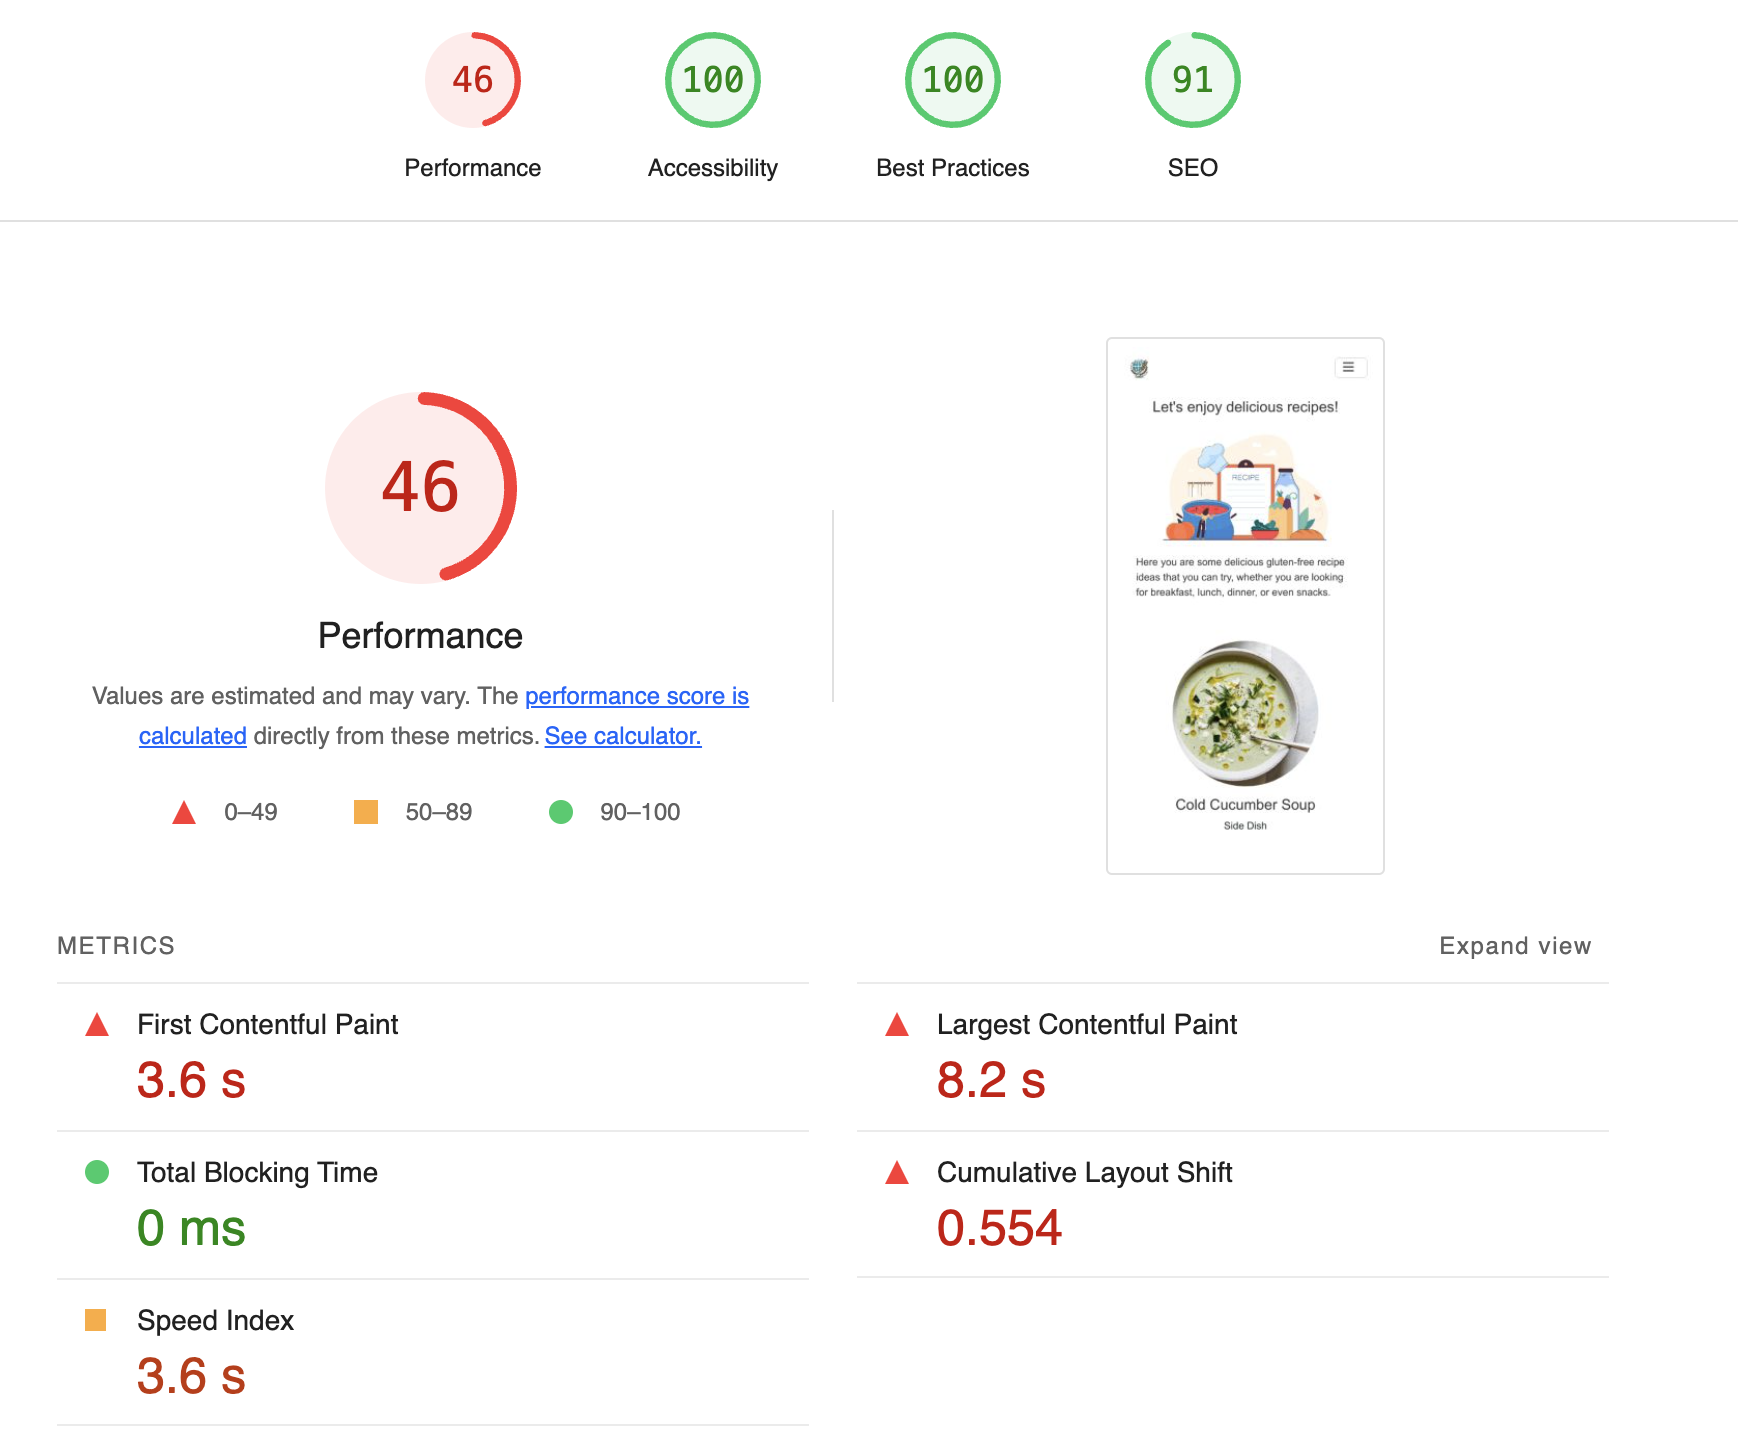 46
100
100
91
Performance
Accessibility
Best Practices
SEO
46
Performance
Values are estimated and may vary. The performance score is
calculated directly from these metrics. See calculator.
0–49
50–89
90–100
Let's enjoy delicious recipes!
RECIPE
Here you are some delicious gluten-free recipe
ideas that you can try, whether you are looking
for breakfast, lunch, dinner, or even snacks.
Cold Cucumber Soup
Side Dish
METRICS
Expand view
First Contentful Paint
3.6 s
Largest Contentful Paint
8.2 s
Total Blocking Time
0 ms
Cumulative Layout Shift
0.554
Speed Index
3.6 s